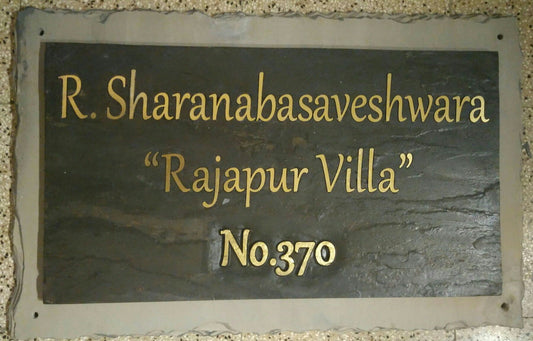 R. Sharanabasaveshwara
“Rajapur Villa”
No.370